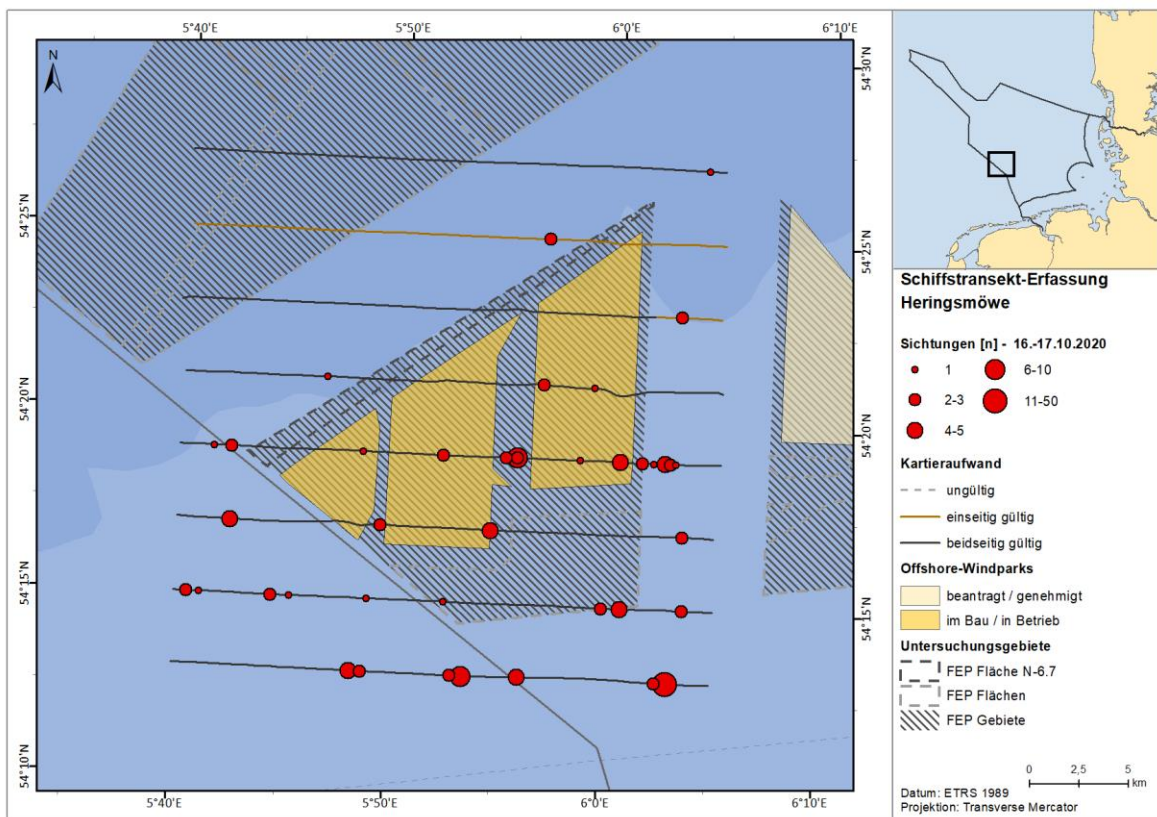 5°40'E 5°50'E 6°0'E 6°10'E
N
54°30'N
54°25'N
54°25'N
54°20'N
54°20'N
54°15'N
54°15'N
54°10'N
5°40'E 5°50'E 6°0'E 6°10'E
Schiffstransekt-Erfassung
Heringsmöwe
Sichtungen [n] - 16.-17.10.2020
1 6-10
2-3 11-50
4-5
Kartieraufwand
ungültig
einseitig gültig
beidseitig gültig
Offshore-Windparks
beantragt / genehmigt
im Bau / in Betrieb
Untersuchungsgebiete
FEP Fläche N-6.7
FEP Flächen
FEP Gebiete
0 2,5 5
km
Datum: ETRS 1989
Projektion: Transverse Mercator